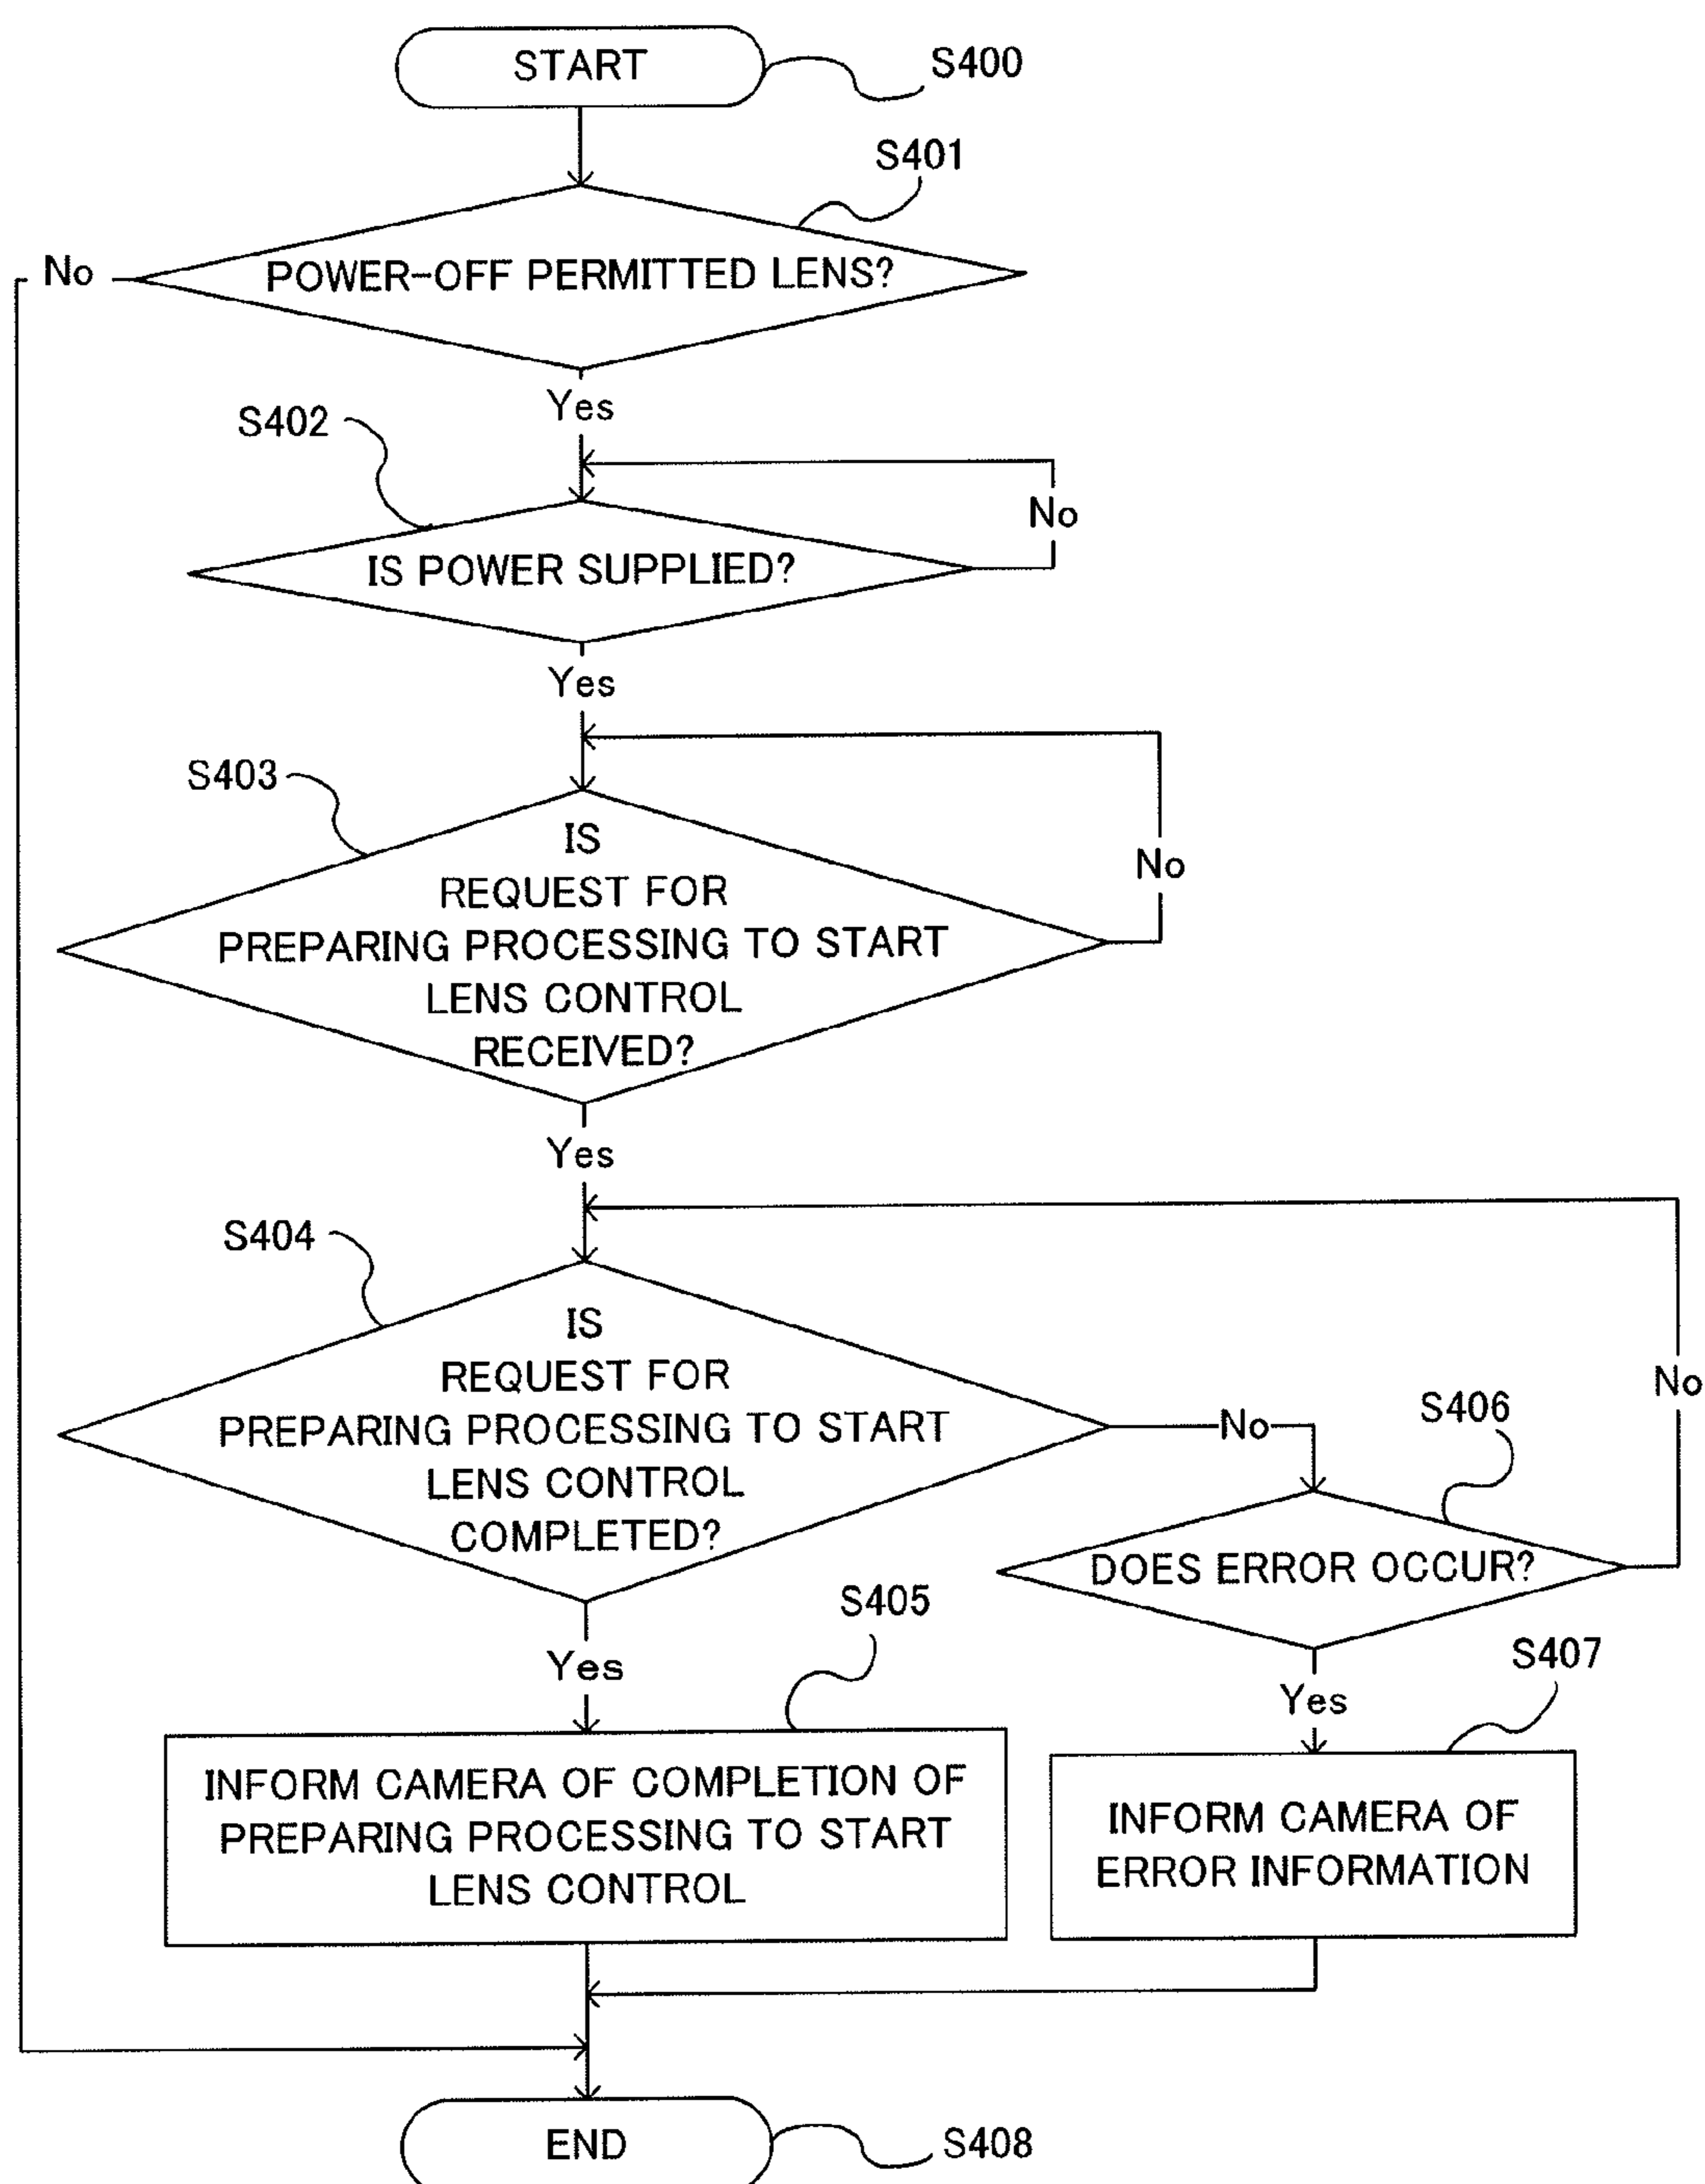 START
S400
S401
No
POWER-OFF PERMITTED LENS?
Yes
S402
No
IS POWER SUPPLIED?
Yes
S403
IS
REQUEST FOR
PREPARING PROCESSING TO START
LENS CONTROL
RECEIVED?
No
Yes
S404
IS
REQUEST FOR
PREPARING PROCESSING TO START
LENS CONTROL
COMPLETED?
No
No
S406
DOES ERROR OCCUR?
Yes
S405
Yes
S407
INFORM CAMERA OF COMPLETION OF
PREPARING PROCESSING TO START
LENS CONTROL
INFORM CAMERA OF
ERROR INFORMATION
END
S408